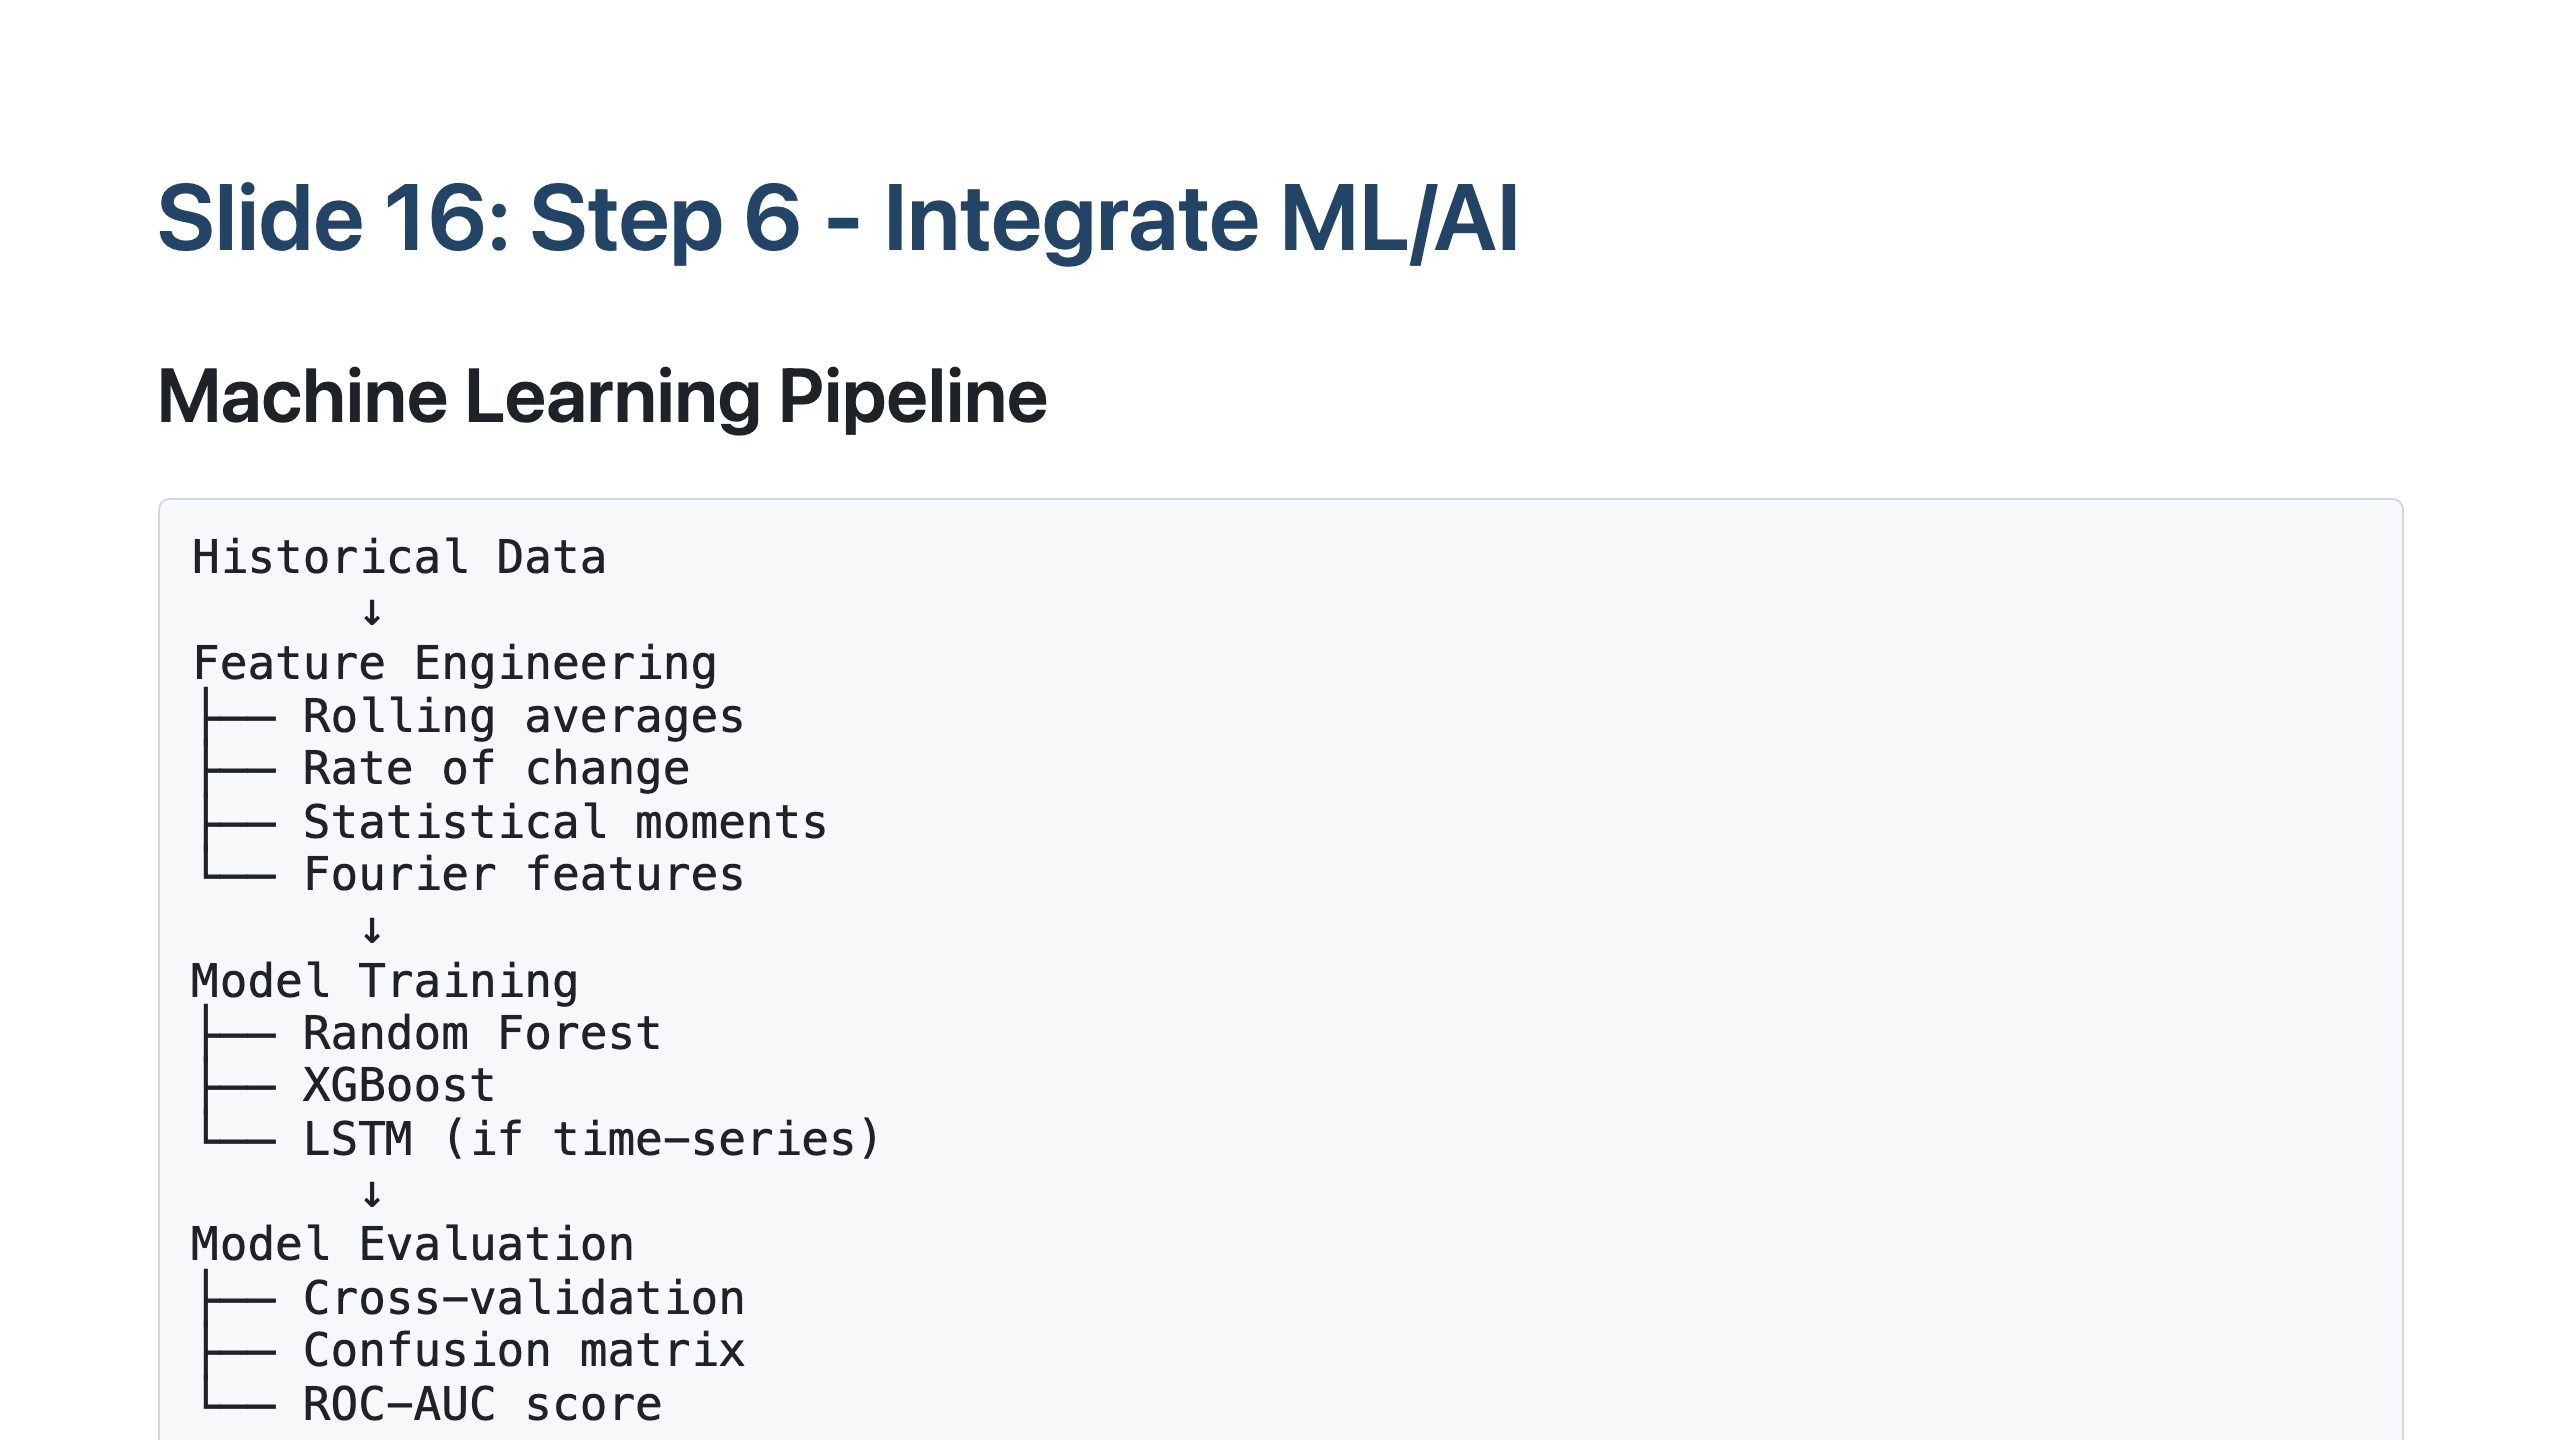 Slide 16: Step 6 - Integrate ML/AI
Machine Learning Pipeline
Historical Data
↓
Feature Engineering
├── Rolling averages
├── Rate of change
├── Statistical moments
└── Fourier features
↓
Model Training
├── Random Forest
├── XGBoost
└── LSTM (if time-series)
↓
Model Evaluation
├── Cross-validation
├── Confusion matrix
└── ROC-AUC score